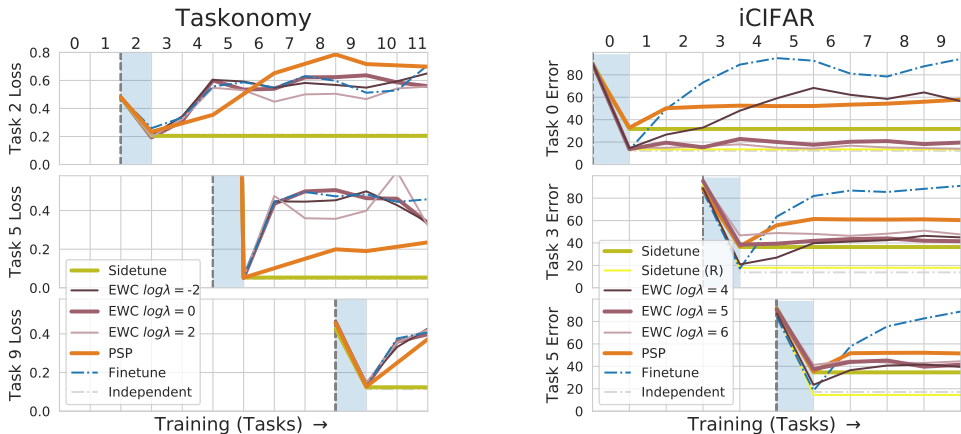 Taskonomy
0 1 2 3 4 5 6 7 8 9 11
Task 2 Loss
0.8
0.6
0.4
0.2
0.0
Task 5 Loss
0.4
0.2
0.0
Task 9 Loss
0.4
0.2
0.0
Sidetune
EWC logλ = -2
EWC logλ = 0
EWC logλ = 2
PSP
Finetune
Independent
Training (Tasks) →
iCIFAR
0 1 2 3 4 5 6 7 8 9
Task 0 Error
80
60
40
20
0
Task 3 Error
80
60
40
20
0
Task 5 Error
80
60
40
20
0
Sidetune
Sidetune (R)
EWC logλ = 4
EWC logλ = 5
EWC logλ = 6
PSP
Finetune
Independent
Training (Tasks) →